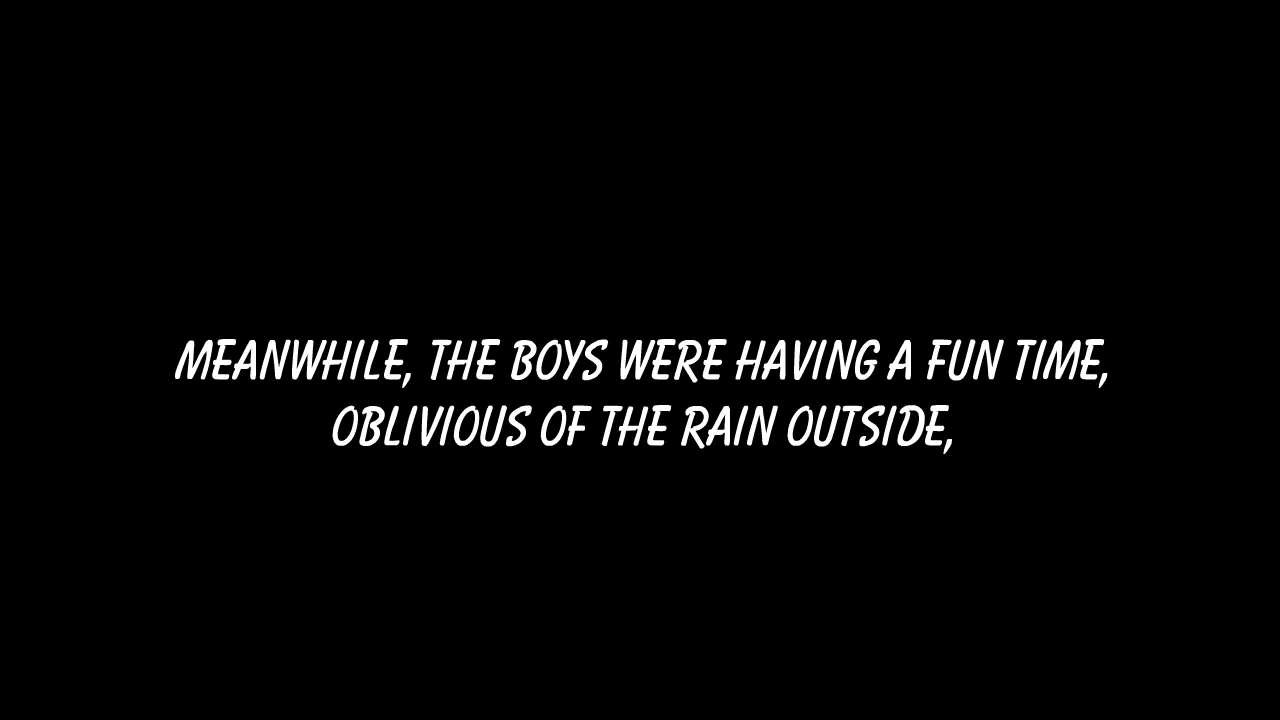 MEANWHILE, THE BOYS WERE HAVING A FUN TIME,
OBLIVIOUS OF THE RAIN OUTSIDE,